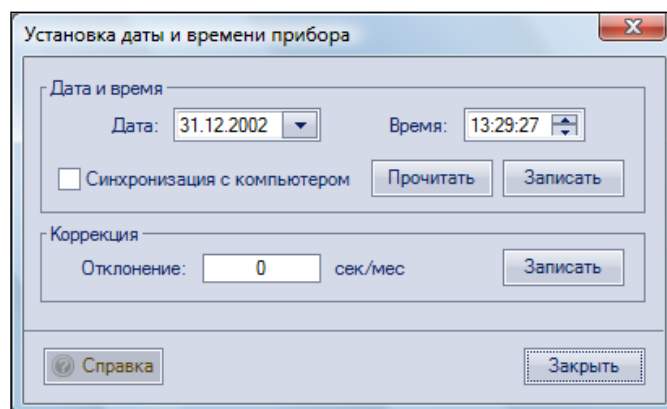 Установка даты и времени прибора
Дата и время
Дата: 31.12.2002 Время: 13:29:27
Синхронизация с компьютером Прочитать Записать
Коррекция
Отклонение: 0 сек/мес Записать
Справка Закрыть